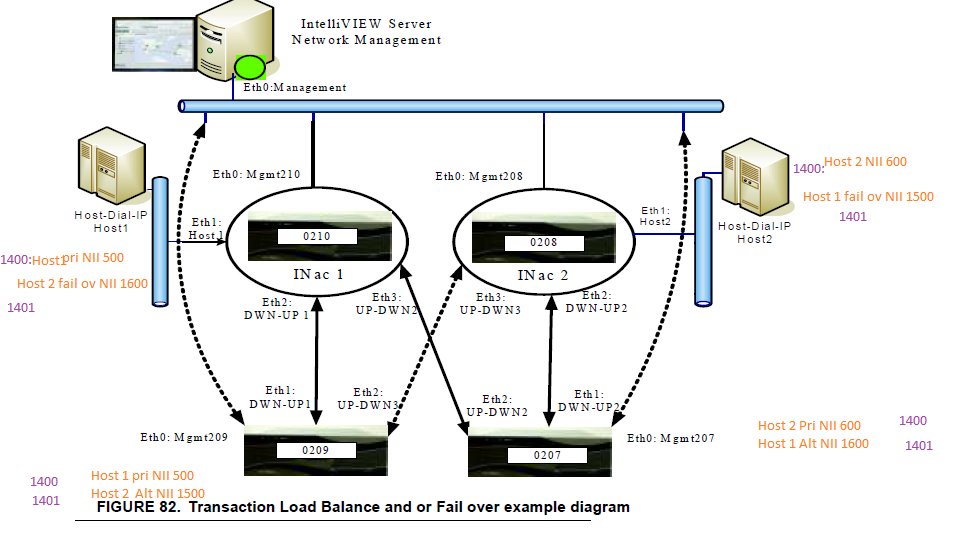 IntelliVIEW Server
Network Management
Eth0:Management
Eth0: Mgmt210
Eth0: Mgmt208
1400:
Host 2 NII 600
Host 1 fail ov NII 1500
1401
Host-Dial-IP
Host1
Eth1:
Host 1
0210
INac 1
0208
INac 2
Eth1:
Host2
Host-Dial-IP
Host2
1400:Host1pri NII 500
Host 2 fail ov NII 1600
1401
Eth2:
DWN-UP 1
Eth3:
UP-DWN2
Eth3:
UP-DWN3
Eth2:
DWN-UP2
Eth1:
DWN-UP1
Eth2:
UP-DWN3
Eth2:
UP-DWN2
Eth1:
DWN-UP2
Eth0: Mgmt209
0209
0207
Eth0: Mgmt207
Host 2 Pri NII 600
1400
Host 1 Alt NII 1600
1401
1400
Host 1 pri NII 500
1401
Host 2 Alt NII 1500
FIGURE 82. Transaction Load Balance and or Fail over example diagram